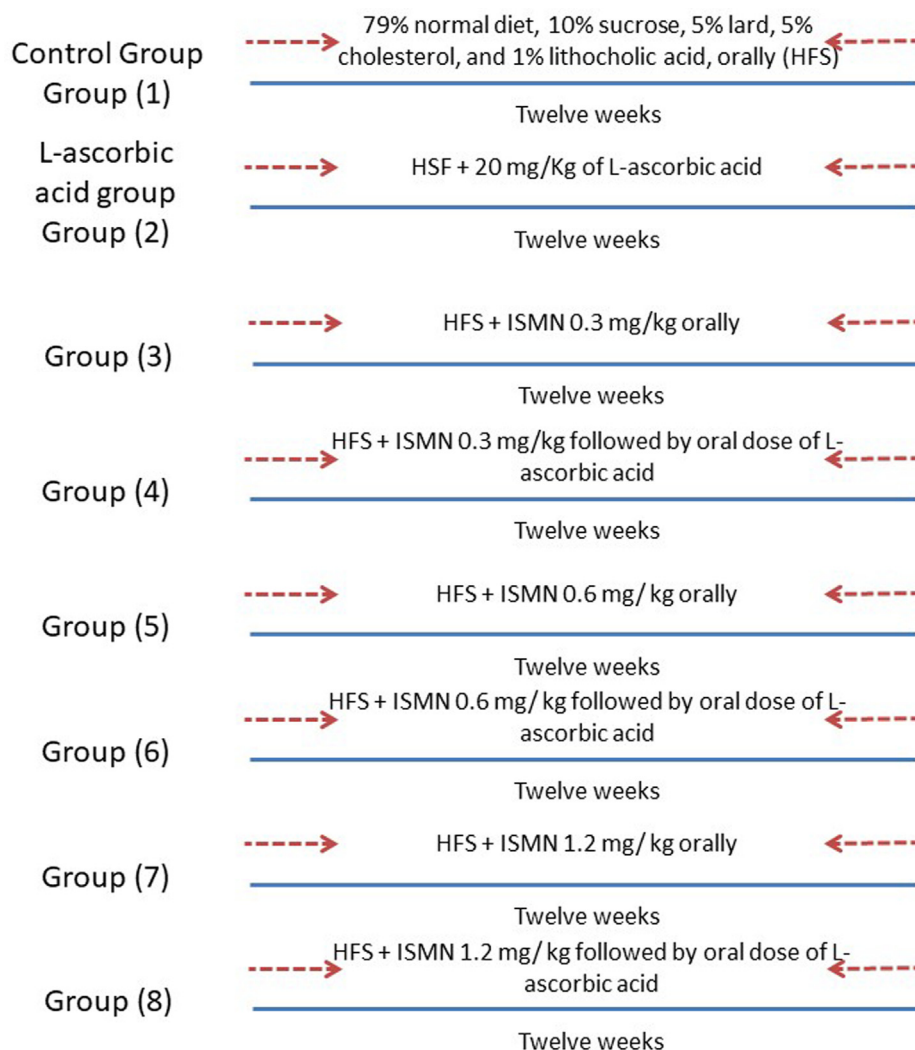 Control Group
Group (1)
79% normal diet, 10% sucrose, 5% lard, 5%
cholesterol, and 1% lithocholic acid, orally (HFS)
Twelve weeks
L-ascorbic
acid group
Group (2)
HSF + 20 mg/Kg of L-ascorbic acid
Twelve weeks
Group (3)
HFS + ISMN 0.3 mg/kg orally
Twelve weeks
Group (4)
HFS + ISMN 0.3 mg/kg followed by oral dose of L-
ascorbic acid
Twelve weeks
Group (5)
HFS + ISMN 0.6 mg/ kg orally
Twelve weeks
Group (6)
HFS + ISMN 0.6 mg/ kg followed by oral dose of L-
ascorbic acid
Twelve weeks
Group (7)
HFS + ISMN 1.2 mg/ kg orally
Twelve weeks
Group (8)
HFS + ISMN 1.2 mg/ kg followed by oral dose of L-
ascorbic acid
Twelve weeks